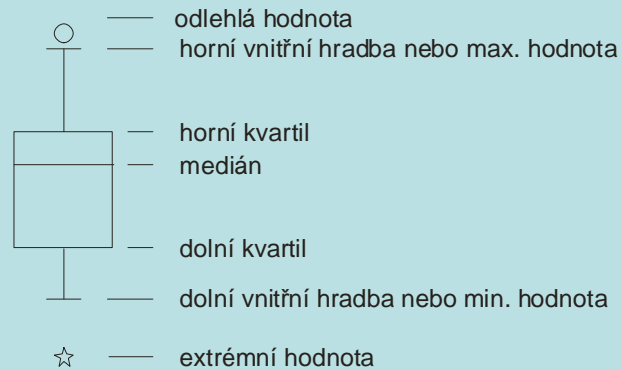 odlehlá hodnota
horní vnitřní hradba nebo max. hodnota
horní kvartil
medián
dolní kvartil
dolní vnitřní hradba nebo min. hodnota
extrémní hodnota